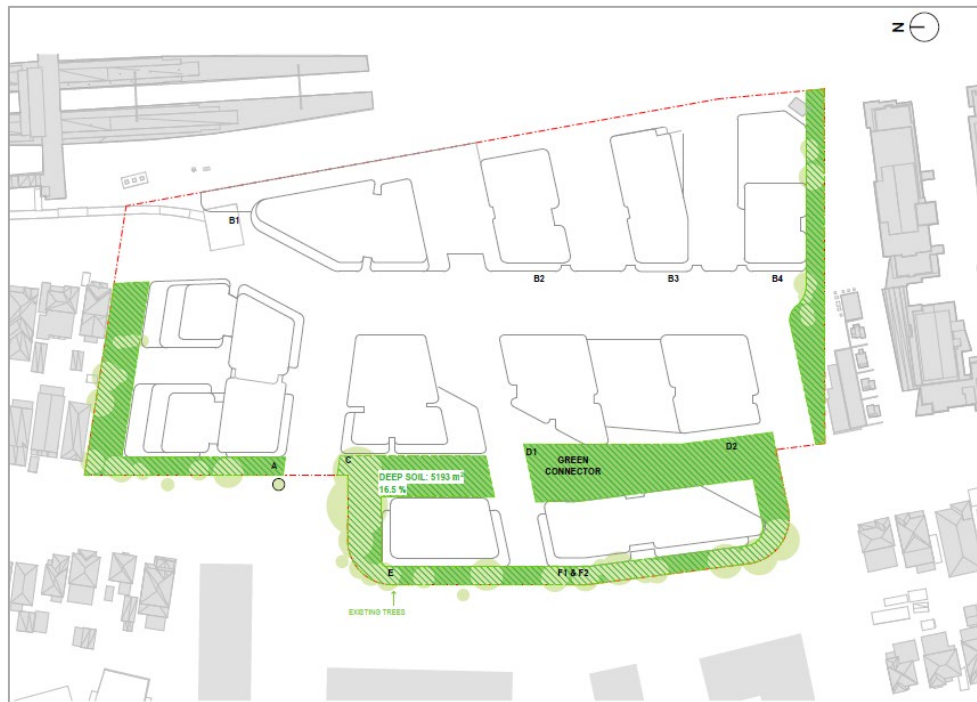 N
B1
B2
B3
B4
A
C
D1
D2
GREEN
CONNECTOR
DEEP SOIL: 5193 m²
16.5 %
E
F1 & F2
EXISTING TREES